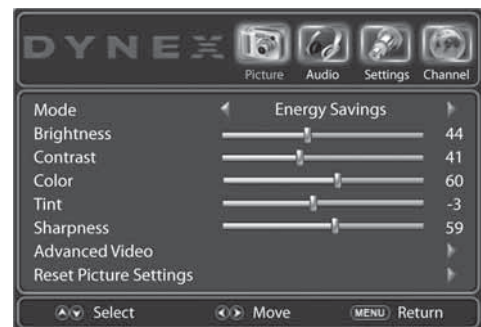 DYNEX
Picture Audio Settings Channel
Mode Energy Savings
Brightness 44
Contrast 41
Color 60
Tint -3
Sharpness 59
Advanced Video
Reset Picture Settings
Select Move MENU Return